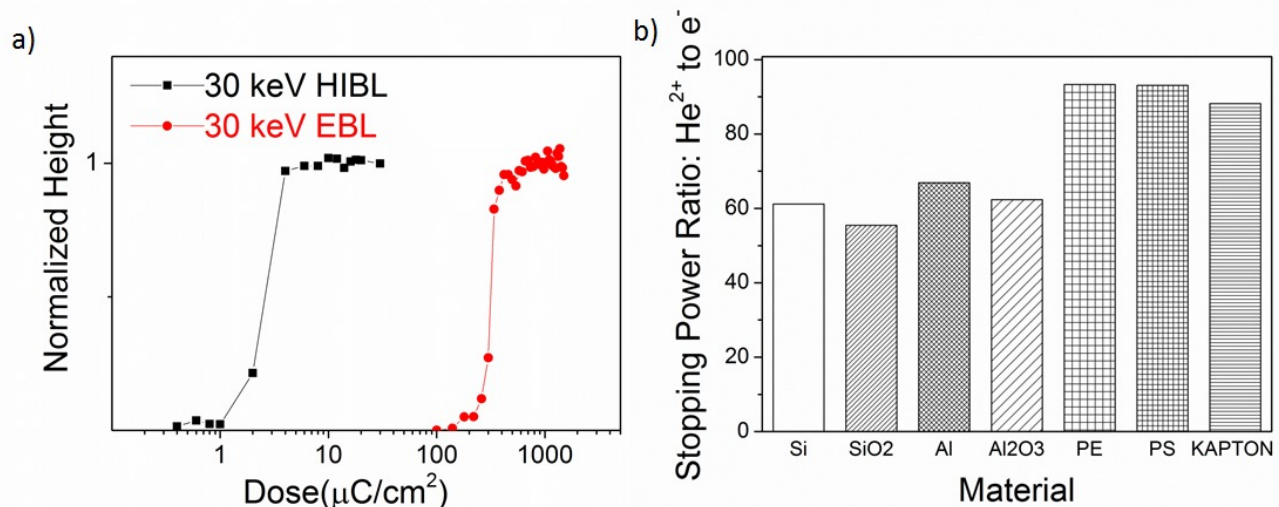 a)
30 keV HIBL
30 keV EBL
Normalized Height
1
1
10
100
1000
Dose(μC/cm²)
b)
Stopping Power Ratio: He²⁺ to e⁻
100
80
60
40
20
0
Si
SiO2
Al
Al2O3
PE
PS
KAPTON
Material